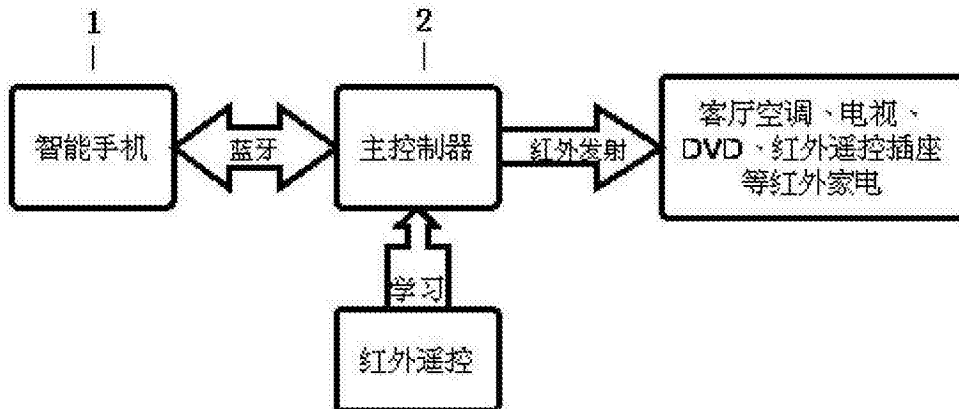 1
2
智能手机
蓝牙
主控制器
红外发射
客厅空调、电视、
DVD、红外遥控插座
等红外家电
学习
红外遥控